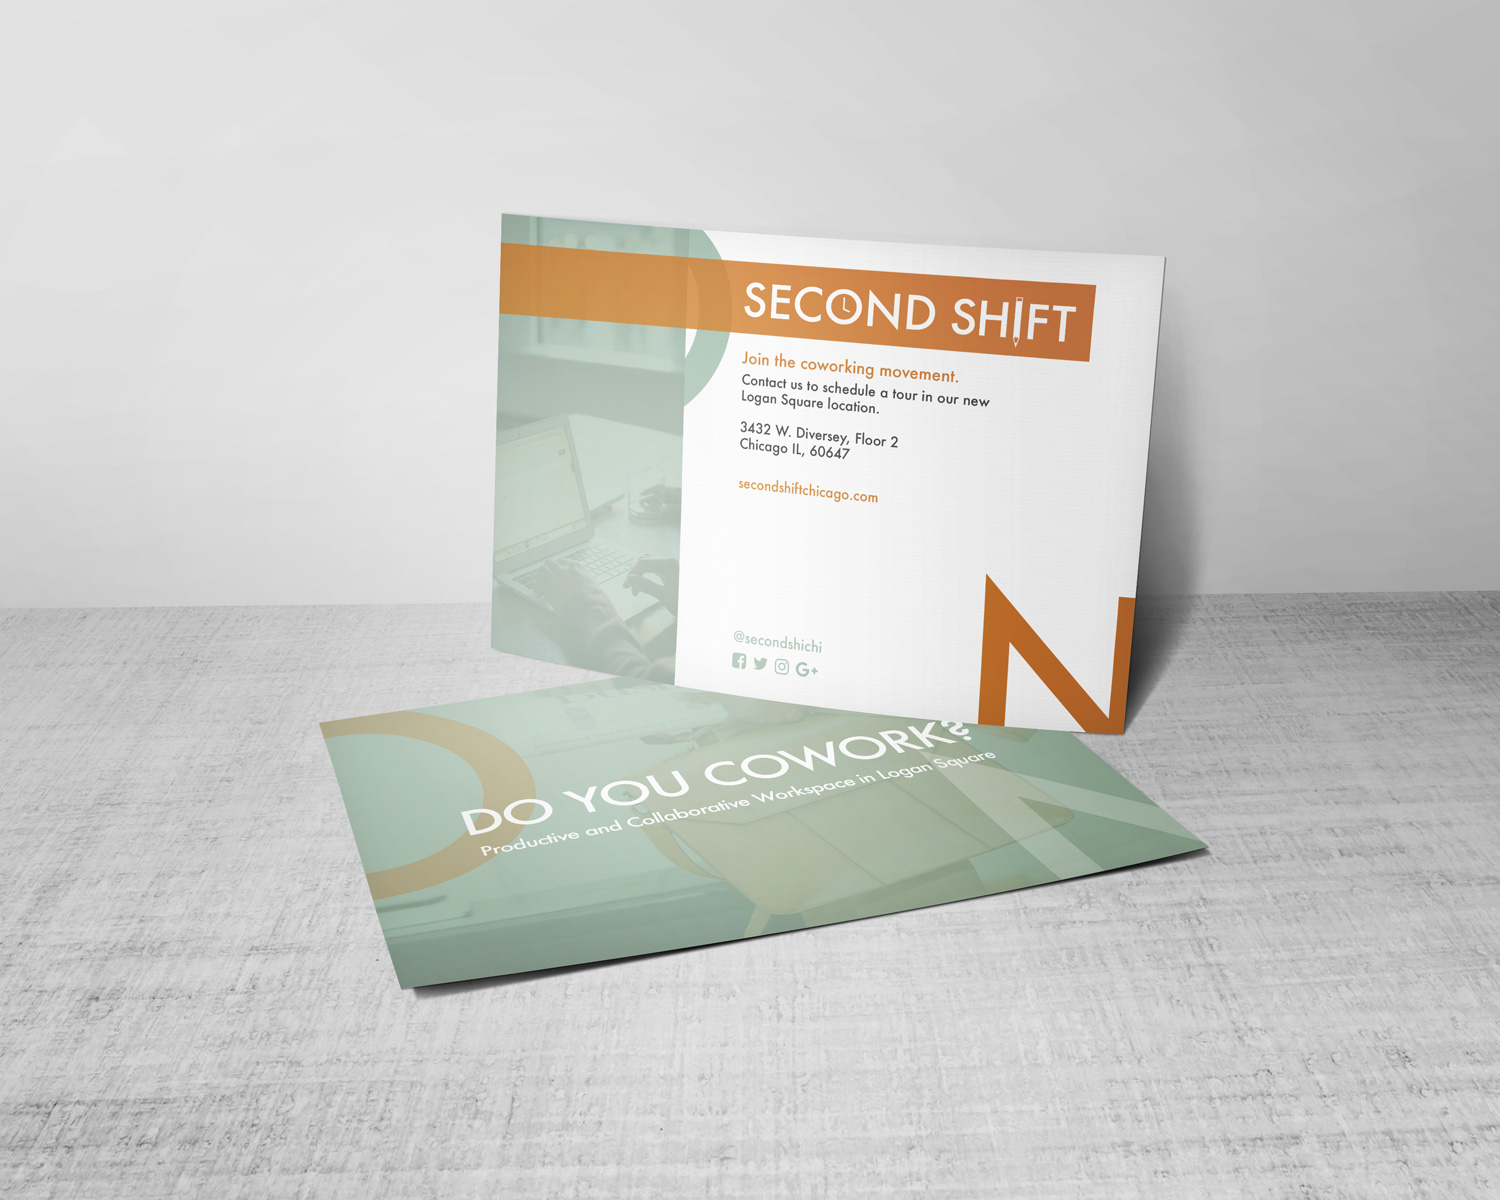 SECOND SHIFT
Join the coworking movement.
Contact us to schedule a tour in our new
Logan Square location.
3432 W. Diversey, Floor 2
Chicago IL, 60647
secondshiftchicago.com
@secondshichi
G+
N
DO YOU COWORK?
Productive and Collaborative Workspace in Logan Square